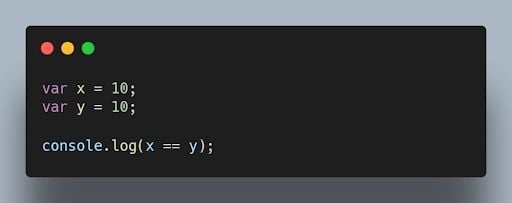 var x = 10;
var y = 10;
console.log(x == y);